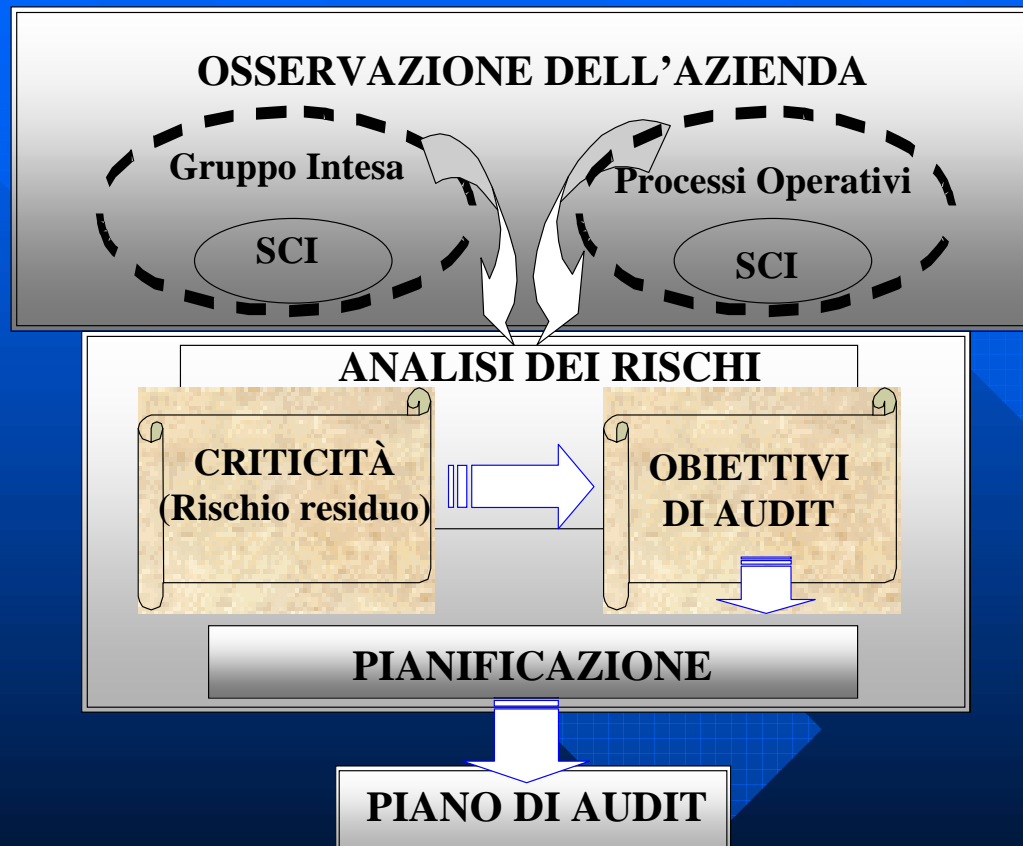 OSSERVAZIONE DELL’AZIENDA
Gruppo Intesa
SCI
Processi Operativi
SCI
ANALISI DEI RISCHI
CRITICITÀ
(Rischio residuo)
OBIETTIVI
DI AUDIT
PIANIFICAZIONE
PIANO DI AUDIT